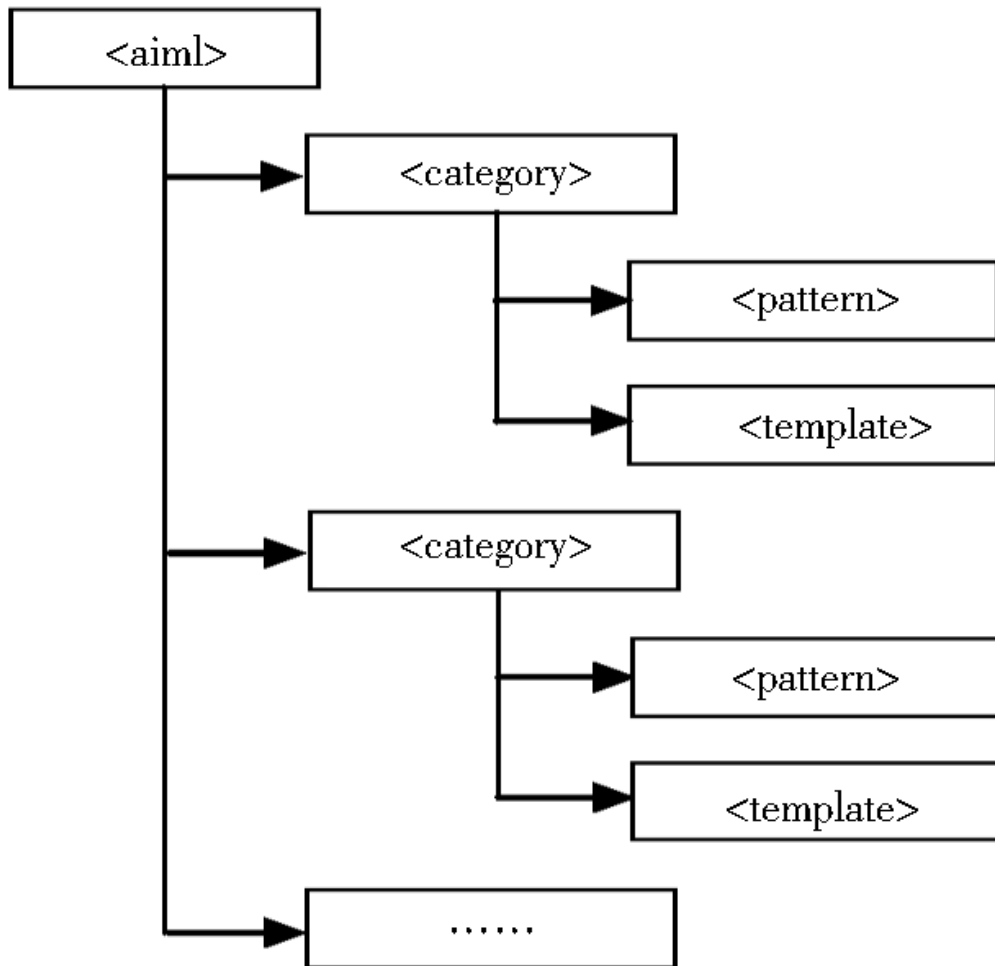 <aiml>
<category>
<pattern>
<template>
<category>
<pattern>
<template>
······